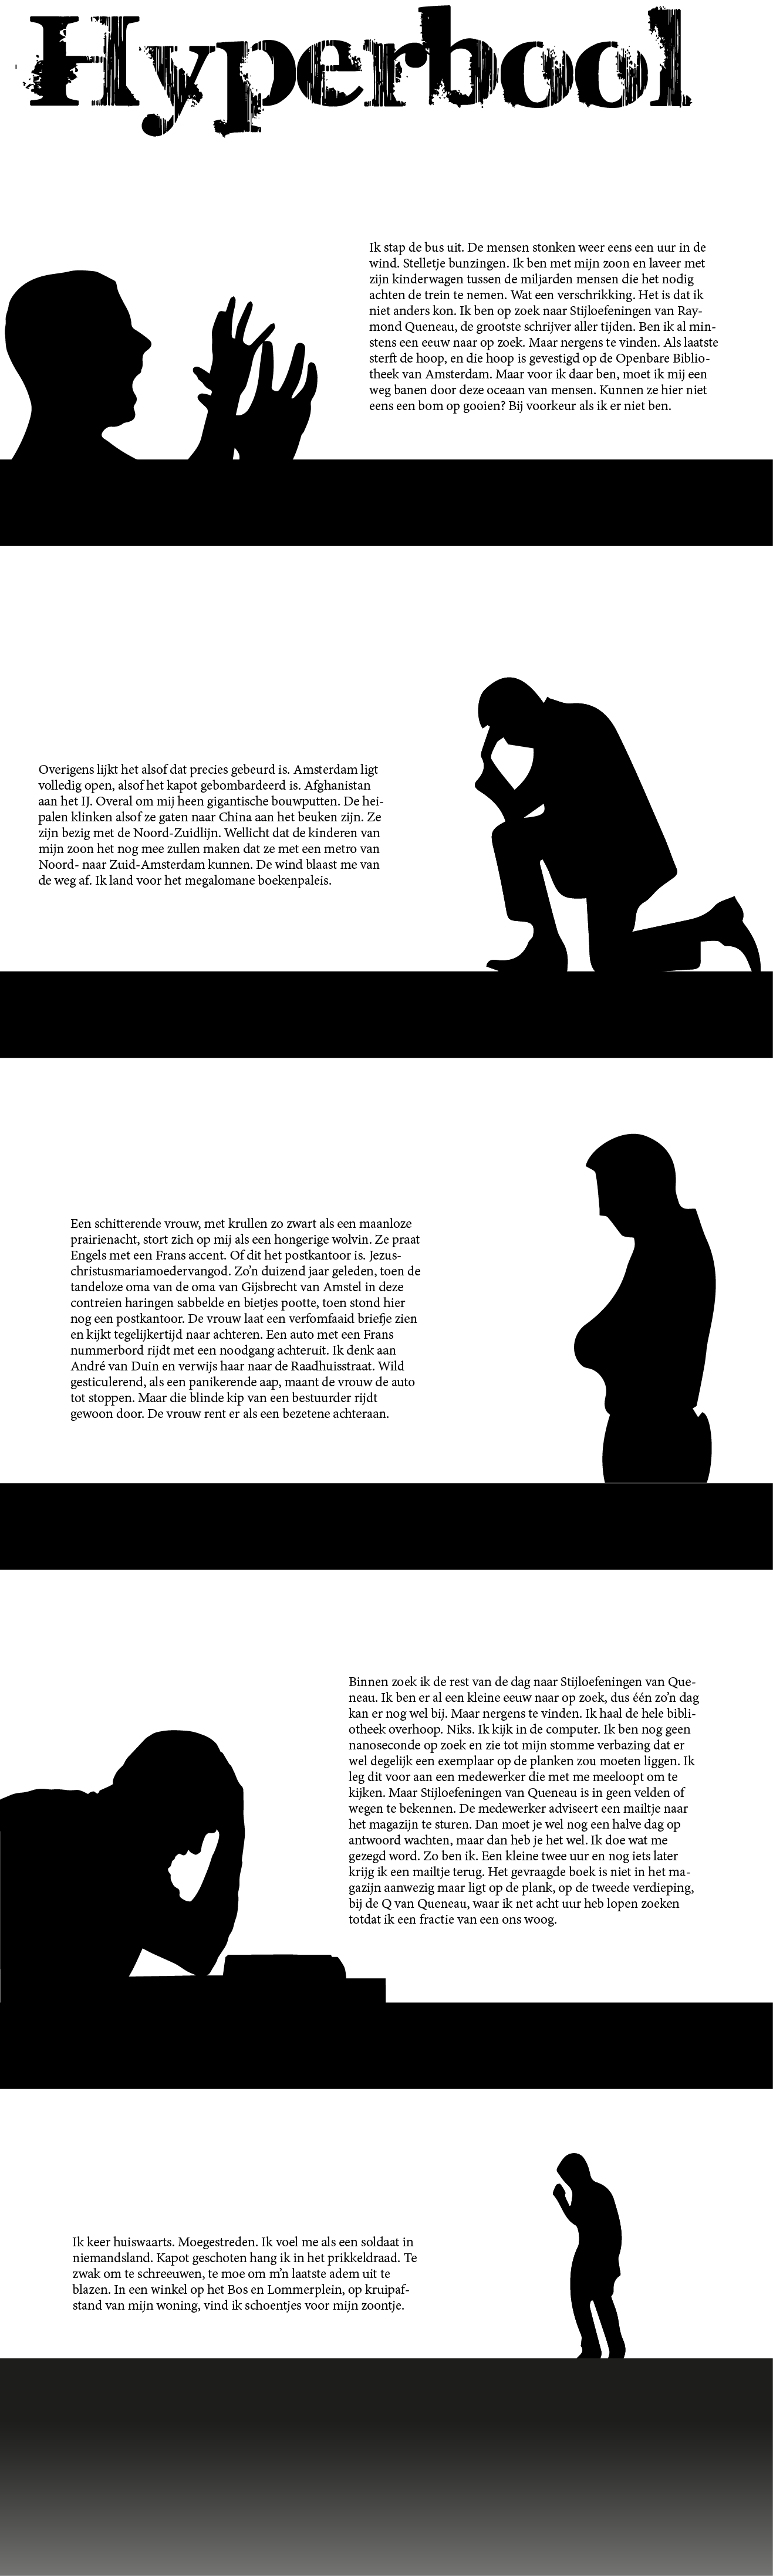 Hyperbool
Ik stap de bus uit. De mensen stonken weer eens een uur in de
wind. Stelletje bunzingen. Ik ben met mijn zoon en laveer met
zijn kinderwagen tussen de miljarden mensen die het nodig
achten de trein te nemen. Wat een verschrikking. Het is dat ik
niet anders kon. Ik ben op zoek naar Stijloefeningen van Ray-
mond Queneau, de grootste schrijver aller tijden. Ben ik al min-
stens een eeuw naar op zoek. Maar nergens te vinden. Als laatste
sterft de hoop, en die hoop is gevestigd op de Openbare Biblio-
theek van Amsterdam. Maar voor ik daar ben, moet ik mij een
weg banen door deze oceaan van mensen. Kunnen ze hier niet
eens een bom op gooien? Bij voorkeur als ik er niet ben.
Overigens lijkt het alsof dat precies gebeurd is. Amsterdam ligt
volledig open, alsof het kapot gebombardeerd is. Afghanistan
aan het IJ. Overal om mij heen gigantische bouwputten. De hei-
palen klinken alsof ze gaten naar China aan het beuken zijn. Ze
zijn bezig met de Noord-Zuidlijn. Wellicht dat de kinderen van
mijn zoon het nog mee zullen maken dat ze met een metro van
Noord- naar Zuid-Amsterdam kunnen. De wind blaast me van
de weg af. Ik land voor het megalomane boekenpaleis.
Een schitterende vrouw, met krullen zo zwart als een maanloze
prairienacht, stort zich op mij als een hongerige wolvin. Ze praat
Engels met een Frans accent. Of dit het postkantoor is. Jezus-
christusmariamoedervangod. Zo'n duizend jaar geleden, toen de
tandeloze oma van de oma van Gijsbrecht van Amstel in deze
contreien haringen sabbelde en bietjes pootte, toen stond hier
nog een postkantoor. De vrouw laat een verfomfaaid briefje zien
en kijkt tegelijkertijd naar achteren. Een auto met een Frans
nummerbord rijdt met een noodgang achteruit. Ik denk aan
André van Duin en verwijs haar naar de Raadhuisstraat. Wild
gesticulerend, als een panikerende aap, maant de vrouw de auto
tot stoppen. Maar die blinde kip van een bestuurder rijdt
gewoon door. De vrouw rent er als een bezetene achteraan.
Binnen zoek ik de rest van de dag naar Stijloefeningen van Que-
neau. Ik ben er al een kleine eeuw naar op zoek, dus één zo'n dag
kan er nog wel bij. Maar nergens te vinden. Ik haal de hele bibli-
otheek overhoop. Niks. Ik kijk in de computer. Ik ben nog geen
nanoseconde op zoek en zie tot mijn stomme verbazing dat er
wel degelijk een exemplaar op de planken zou moeten liggen. Ik
leg dit voor aan een medewerker die met me meeloopt om te
kijken. Maar Stijloefeningen van Queneau is in geen velden of
wegen te bekennen. De medewerker adviseert een mailtje naar
het magazijn te sturen. Dan moet je wel nog een halve dag op
antwoord wachten, maar dan heb je het wel. Ik doe wat me
gezegd word. Zo ben ik. Een kleine twee uur en nog iets later
krijg ik een mailtje terug. Het gevraagde boek is niet in het ma-
gazijn aanwezig maar ligt op de plank, op de tweede verdieping,
bij de Q van Queneau, waar ik net acht uur heb lopen zoeken
totdat ik een fractie van een ons woog.
Ik keer huiswaarts. Moegestreden. Ik voel me als een soldaat in
niemandsland. Kapot geschoten hang ik in het prikkeldraad. Te
zwak om te schreeuwen, te moe om m'n laatste adem uit te
blazen. In een winkel op het Bos en Lommerplein, op kruipaf-
stand van mijn woning, vind ik schoentjes voor mijn zoontje.